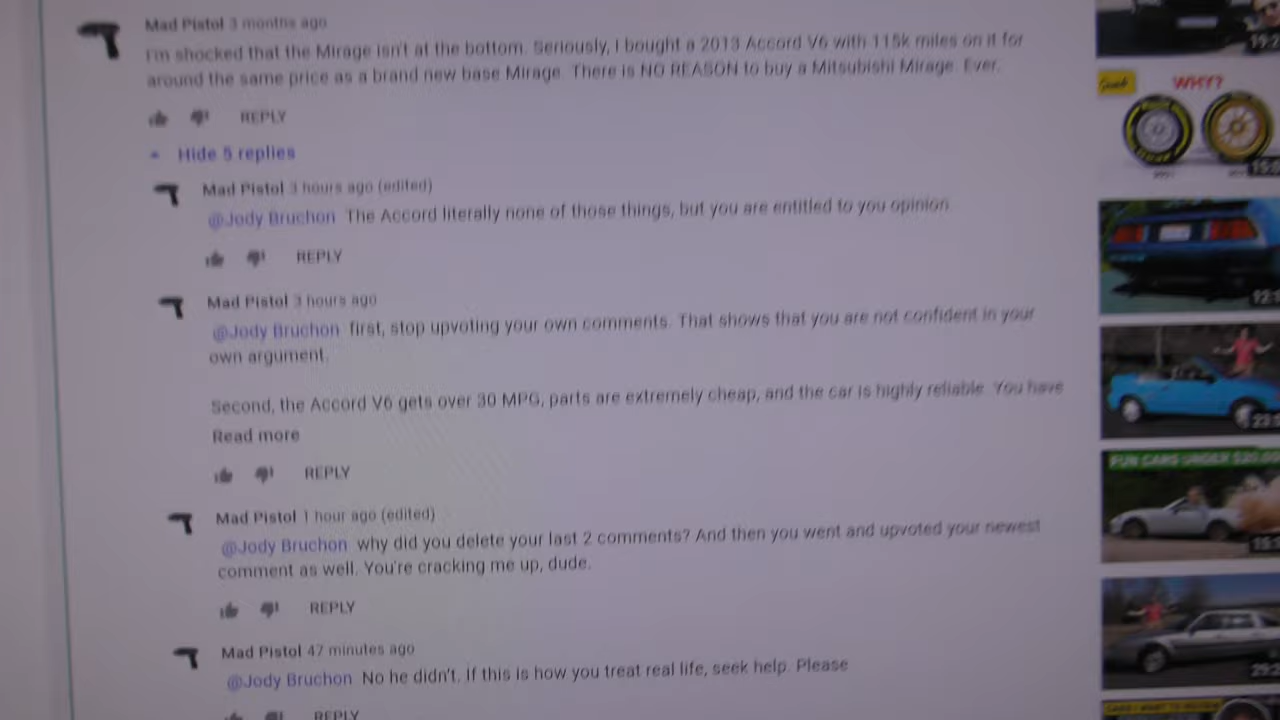 Mad Pistol 3 months ago
I'm shocked that the Mirage isn't at the bottom. Seriously, I bought a 2013 Accord V6 with 115k miles on it for
around the same price as a brand new base Mirage. There is NO REASON to buy a Mitsubishi Mirage. Ever.
REPLY
Hide 5 replies
Mad Pistol 3 hours ago (edited)
@Jody Bruchon The Accord literally none of those things, but you are entitled to you opinion.
REPLY
Mad Pistol 3 hours ago
@Jody Bruchon first, stop upvoting your own comments. That shows that you are not confident in your
own argument.
Second, the Accord V6 gets over 30 MPG, parts are extremely cheap, and the car is highly reliable. You have
Read more
REPLY
Mad Pistol 1 hour ago (edited)
@Jody Bruchon why did you delete your last 2 comments? And then you went and upvoted your newest
comment as well. You're cracking me up, dude.
REPLY
Mad Pistol 47 minutes ago
@Jody Bruchon No he didn't. If this is how you treat real life, seek help. Please
REPLY
WHY?
FUN CARS UNDER